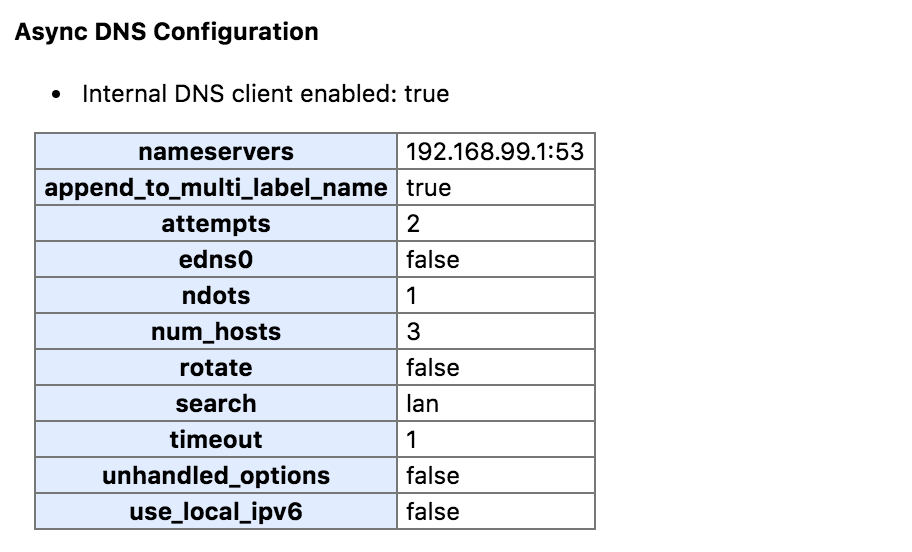 Async DNS Configuration
• Internal DNS client enabled: true
nameservers 192.168.99.1:53
append_to_multi_label_name true
attempts 2
edns0 false
ndots 1
num_hosts 3
rotate false
search lan
timeout 1
unhandled_options false
use_local_ipv6 false